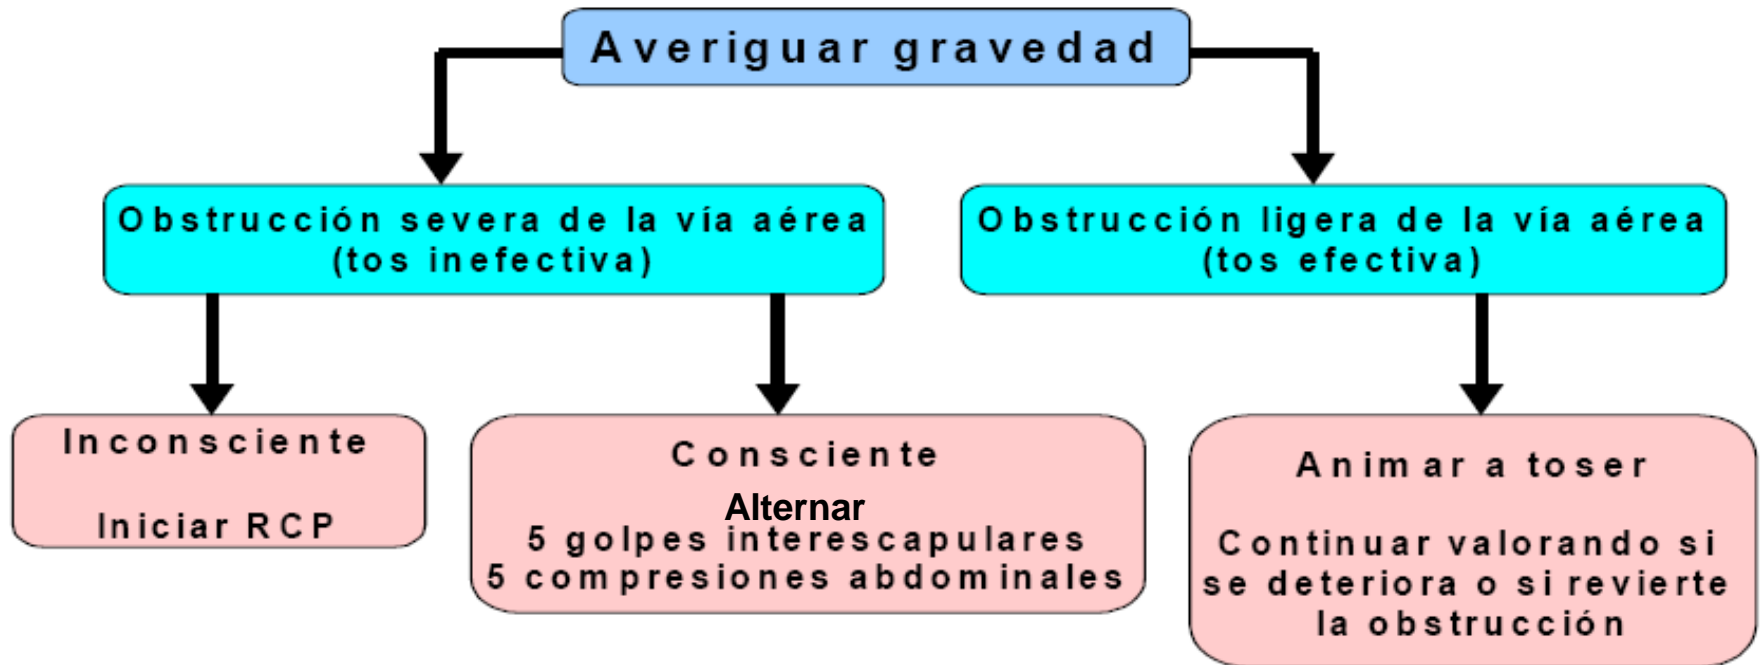 Averiguar gravedad
Obstrucción severa de la vía aérea
(tos inefectiva)
Obstrucción ligera de la vía aérea
(tos efectiva)
Inconsciente
Iniciar RCP
Consciente
Alternar
5 golpes interescapulares
5 compresiones abdominales
Animar a toser
Continuar valorando si
se deteriora o si revierte
la obstrucción